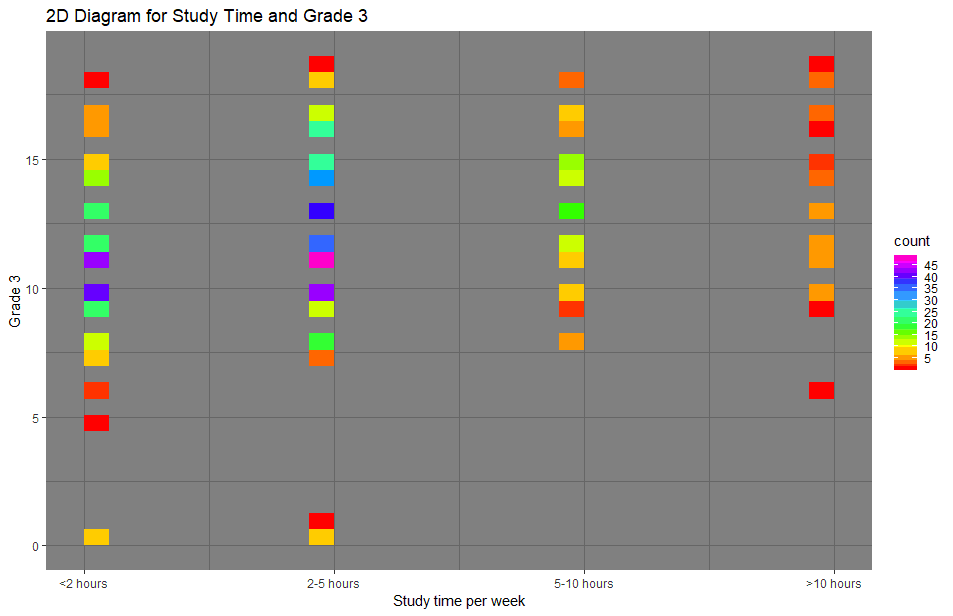 2D Diagram for Study Time and Grade 3
Grade 3
15
10
5
0
<2 hours
2-5 hours
5-10 hours
>10 hours
Study time per week
count
45
40
35
30
25
20
15
10
5